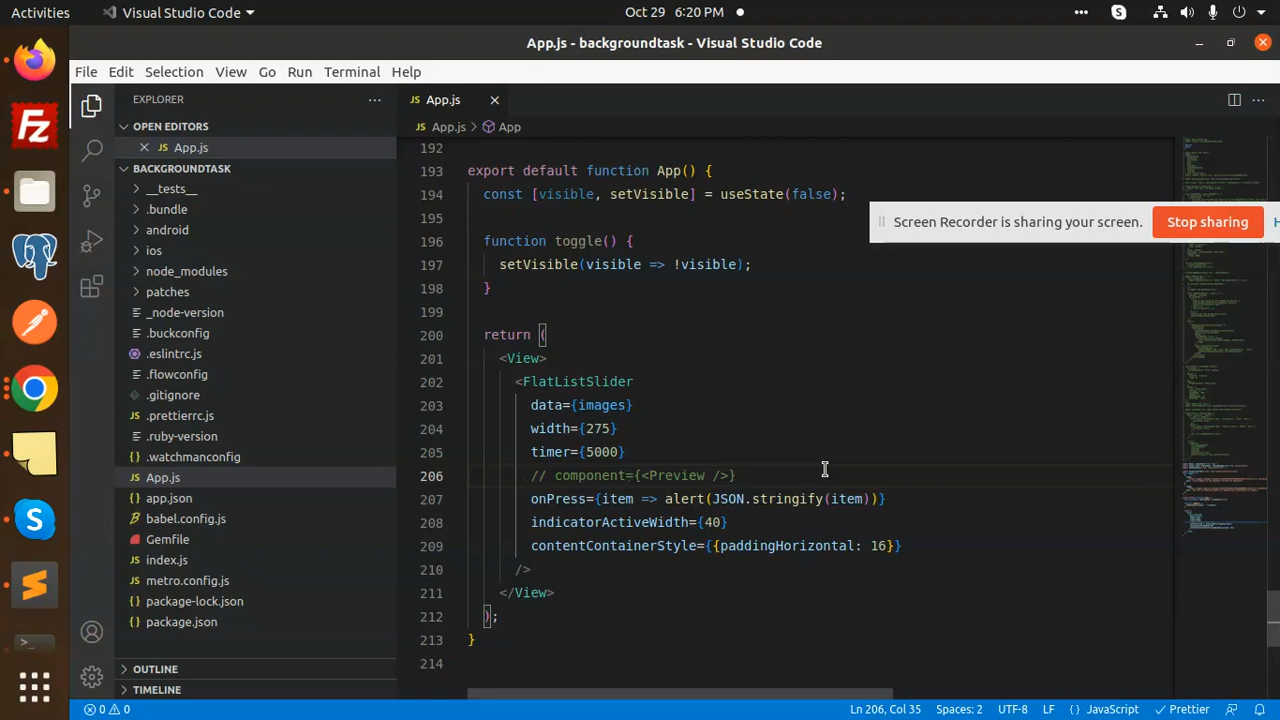 Activities
Visual Studio Code
Oct 29 6:20 PM
App.js - backgroundtask - Visual Studio Code
File Edit Selection View Go Run Terminal Help
EXPLORER
OPEN EDITORS
App.js
BACKGROUNDTASK
__tests__
.bundle
android
ios
node_modules
patches
_node-version
.buckconfig
.eslintrc.js
.flowconfig
.gitignore
.prettierrc.js
.ruby-version
.watchmanconfig
App.js
app.json
babel.config.js
Gemfile
index.js
metro.config.js
package-lock.json
package.json
OUTLINE
TIMELINE
JS App.js
JS App.js > App
192
193 export default function App() {
194 const [visible, setVisible] = useState(false);
195
196 function toggle() {
197 setVisible(visible => !visible);
198 }
199
200 return (
201 <View>
202 <FlatListSlider
203 data={images}
204 width={275}
205 timer={5000}
206 // component={<Preview />}
207 onPress={item => alert(JSON.stringify(item))}
208 indicatorActiveWidth={40}
209 contentContainerStyle={{paddingHorizontal: 16}}
210 />
211 </View>
212 );
213 }
214
Screen Recorder is sharing your screen.
Stop sharing
0 0
Ln 206, Col 35
Spaces: 2
UTF-8
LF
{} JavaScript
Prettier